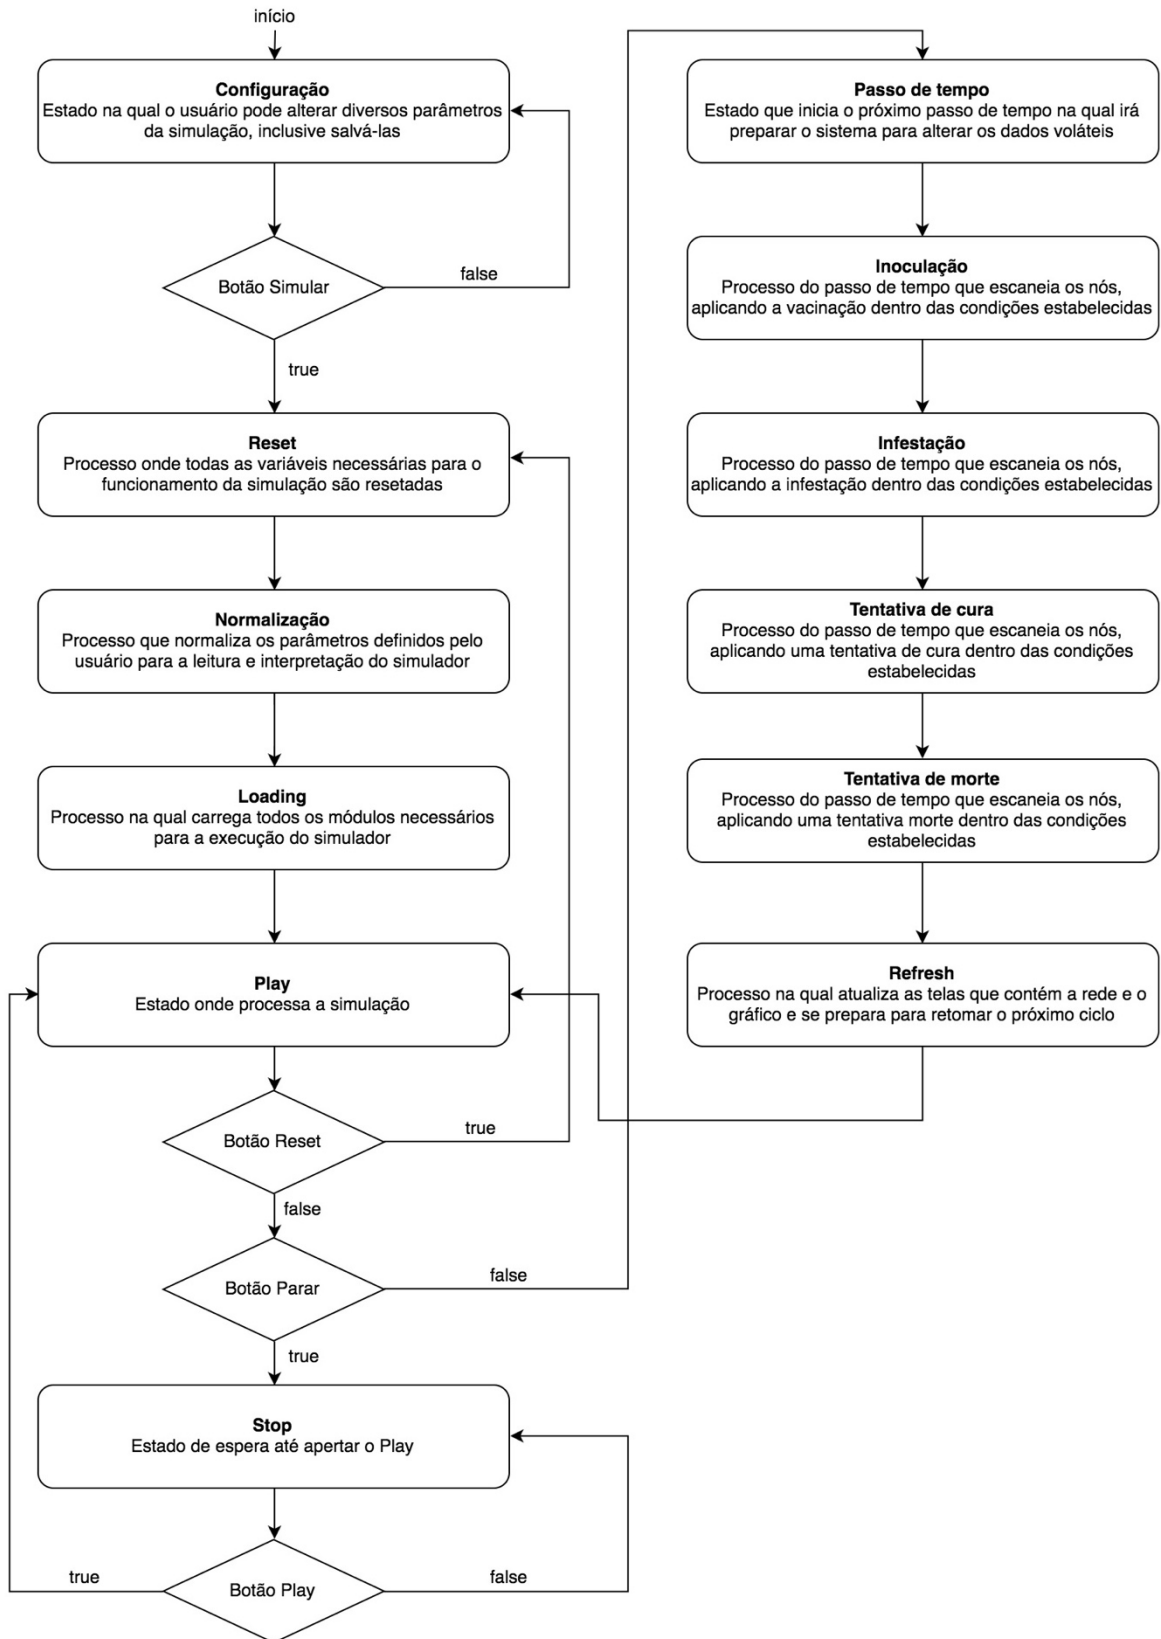 início
Configuração
Estado na qual o usuário pode alterar diversos parâmetros
da simulação, inclusive salvá-las
Botão Simular
false
true
Reset
Processo onde todas as variáveis necessárias para o
funcionamento da simulação são resetadas
Normalização
Processo que normaliza os parâmetros definidos pelo
usuário para a leitura e interpretação do simulador
Loading
Processo na qual carrega todos os módulos necessários
para a execução do simulador
Play
Estado onde processa a simulação
Botão Reset
true
false
Botão Parar
false
true
Stop
Estado de espera até apertar o Play
Botão Play
true
false
Passo de tempo
Estado que inicia o próximo passo de tempo na qual irá
preparar o sistema para alterar os dados voláteis
Inoculação
Processo do passo de tempo que escaneia os nós,
aplicando a vacinação dentro das condições estabelecidas
Infestação
Processo do passo de tempo que escaneia os nós,
aplicando a infestação dentro das condições estabelecidas
Tentativa de cura
Processo do passo de tempo que escaneia os nós,
aplicando uma tentativa de cura dentro das condições
estabelecidas
Tentativa de morte
Processo do passo de tempo que escaneia os nós,
aplicando uma tentativa morte dentro das condições
estabelecidas
Refresh
Processo na qual atualiza as telas que contém a rede e o
gráfico e se prepara para retomar o próximo ciclo